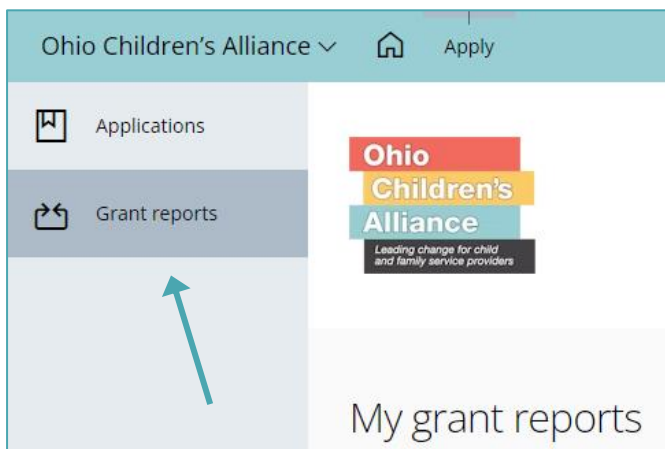 Ohio Children's Alliance
Apply
Applications
Grant reports
Ohio
Children's
Alliance
Leading change for child
and family service providers
My grant reports